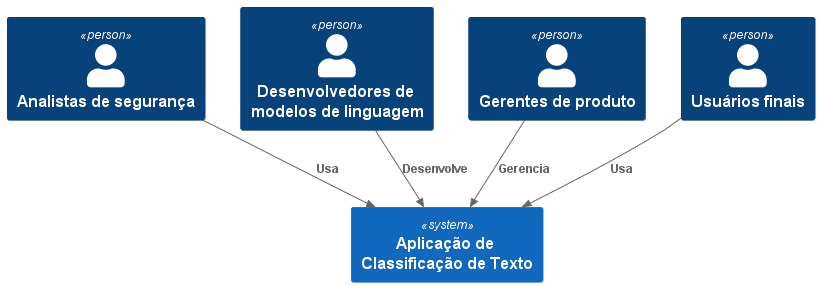 «person»
Analistas de segurança
«person»
Desenvolvedores de
modelos de linguagem
«person»
Gerentes de produto
«person»
Usuários finais
Usa
Desenvolve
Gerencia
Usa
«system»
Aplicação de
Classificação de Texto